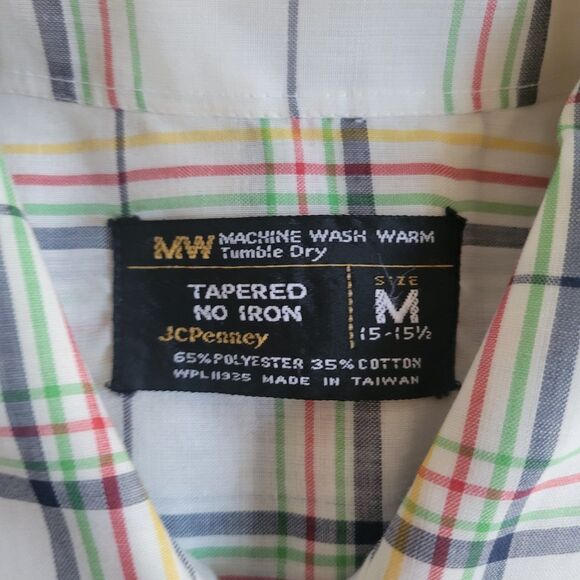 MW MACHINE WASH WARM
Tumble Dry
TAPERED
NO IRON
JCPenney
SIZE
M
15-15½
65% POLYESTER 35% COTTON
WPL11935 MADE IN TAIWAN